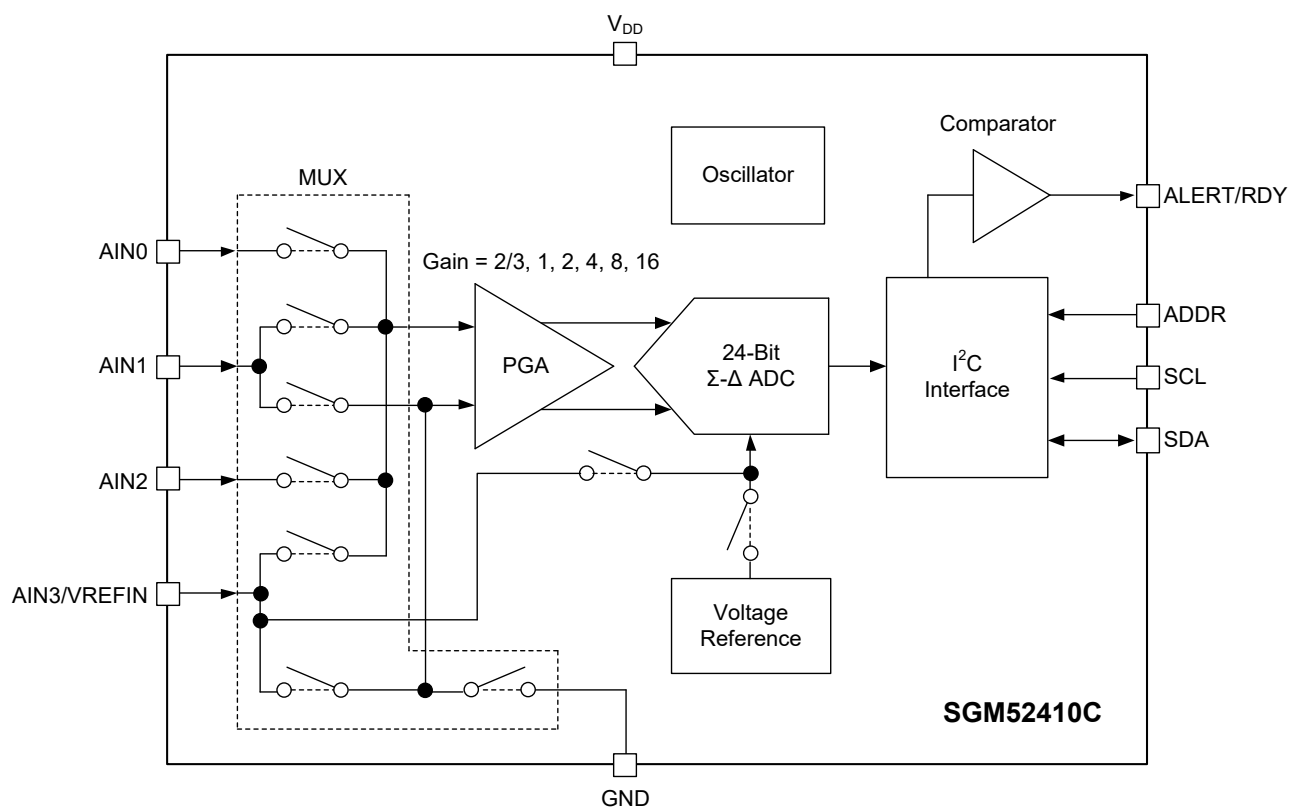 V_DD
Comparator
Oscillator
MUX
ALERT/RDY
AIN0
Gain = 2/3, 1, 2, 4, 8, 16
ADDR
AIN1
PGA
24-Bit
Σ-Δ ADC
I²C
Interface
SCL
SDA
AIN2
AIN3/VREFIN
Voltage
Reference
SGM52410C
GND